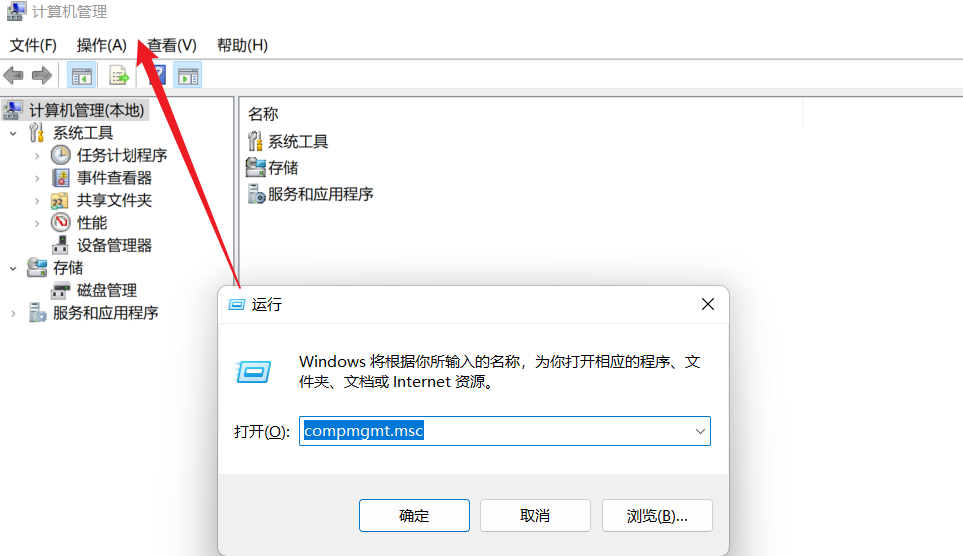 计算机管理
文件(F) 操作(A) 查看(V) 帮助(H)
计算机管理(本地)
系统工具
任务计划程序
事件查看器
共享文件夹
性能
设备管理器
存储
磁盘管理
服务和应用程序
名称
系统工具
存储
服务和应用程序
运行
Windows 将根据你所输入的名称，为你打开相应的程序、文
件夹、文档或 Internet 资源。
打开(O): compmgmt.msc
确定 取消 浏览(B)...